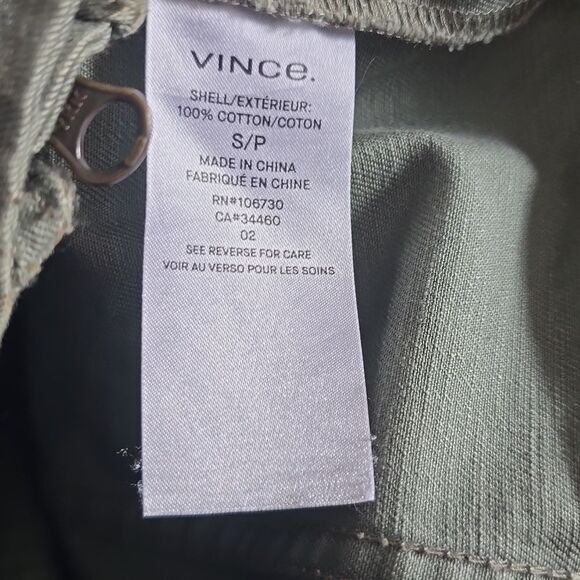 VINCe.
SHELL/EXTÉRIEUR:
100% COTTON/COTON
S/P
MADE IN CHINA
FABRIQUÉ EN CHINE
RN#106730
CA#34460
02
SEE REVERSE FOR CARE
VOIR AU VERSO POUR LES SOINS